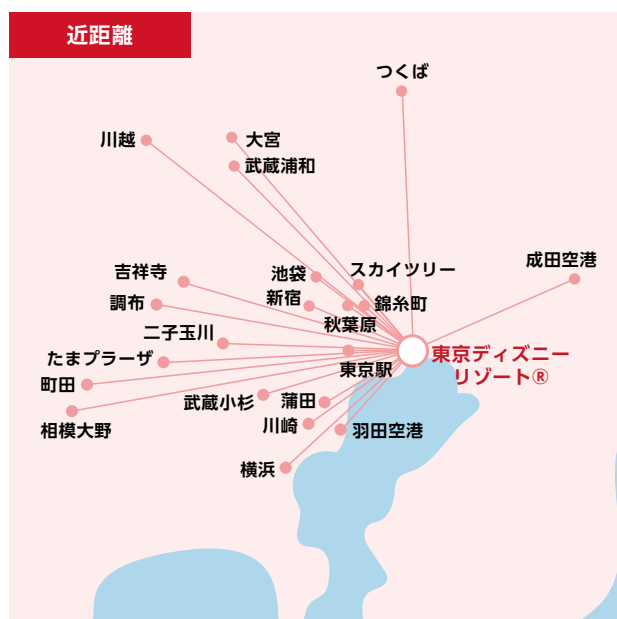 近距離
つくば
川越
大宮
武蔵浦和
成田空港
吉祥寺
池袋
スカイツリー
調布
新宿
錦糸町
秋葉原
二子玉川
たまプラーザ
東京駅
東京ディズニー
リゾート®
町田
武蔵小杉
蒲田
相模大野
川崎
羽田空港
横浜